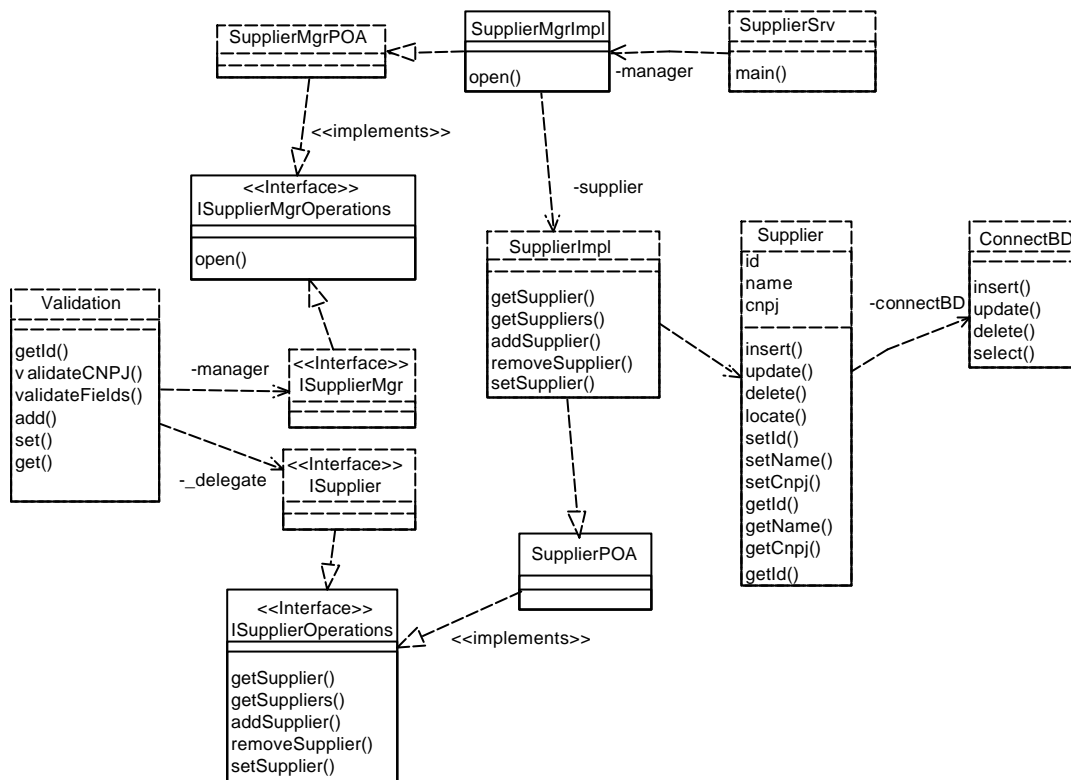 SupplierMgrPOA
SupplierMgrImpl
open()
SupplierSrv
main()
-manager
<<implements>>
<<Interface>>
ISupplierMgrOperations
open()
-supplier
SupplierImpl
getSupplier()
getSuppliers()
addSupplier()
removeSupplier()
setSupplier()
Supplier
id
name
cnpj
insert()
update()
delete()
locate()
setId()
setName()
setCnpj()
getId()
getName()
getCnpj()
getId()
-connectBD
ConnectBD
insert()
update()
delete()
select()
Validation
getId()
validateCNPJ()
validateFields()
add()
set()
get()
-manager
<<Interface>>
ISupplierMgr
-_delegate
<<Interface>>
ISupplier
SupplierPOA
<<implements>>
<<Interface>>
ISupplierOperations
getSupplier()
getSuppliers()
addSupplier()
removeSupplier()
setSupplier()